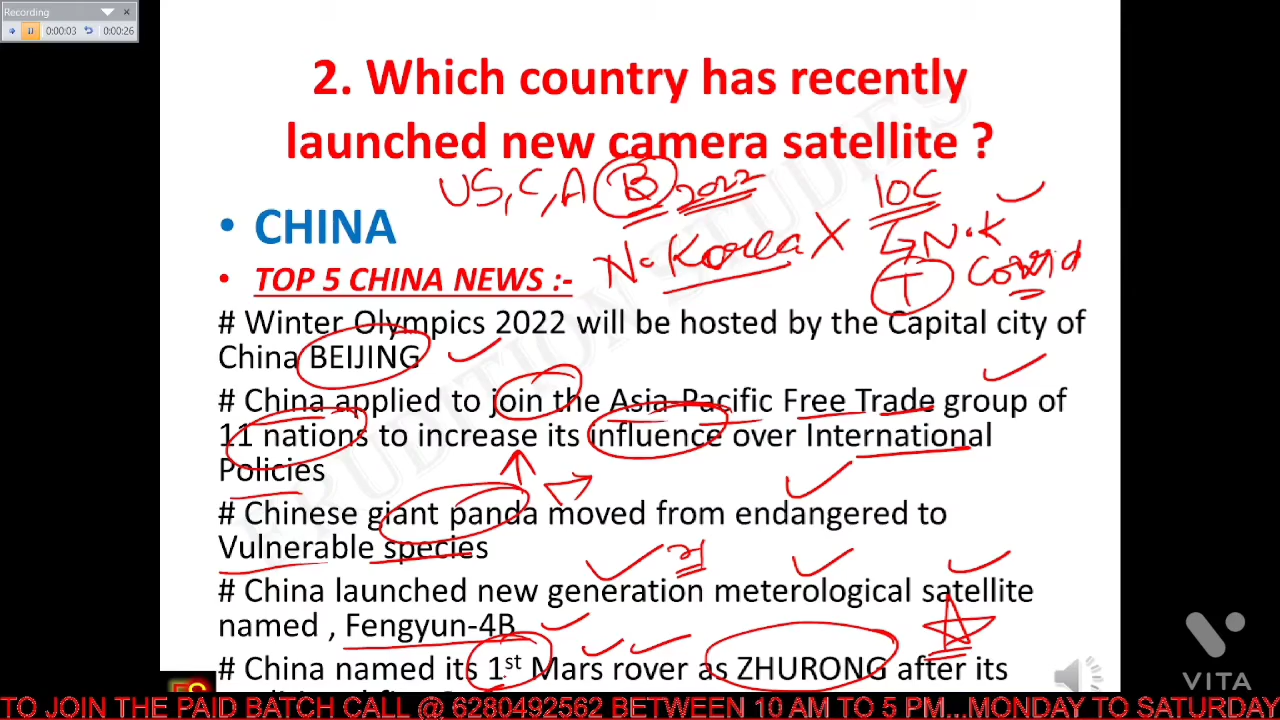 Recording
0:00:03 0:00:26
2. Which country has recently
launched new camera satellite ?
US, C, A B 2022 IOC
• CHINA
N. Korea X N.K
T Covid
• TOP 5 CHINA NEWS :-
# Winter Olympics 2022 will be hosted by the Capital city of
China BEIJING
# China applied to join the Asia-Pacific Free Trade group of
11 nations to increase its influence over International
Policies
# Chinese giant panda moved from endangered to
Vulnerable species
# China launched new generation meterological satellite
named , Fengyun-4B
# China named its 1st Mars rover as ZHURONG after its
VITA
TO JOIN THE PAID BATCH CALL @ 6280492562 BETWEEN 10 AM TO 5 PM...MONDAY TO SATURDAY